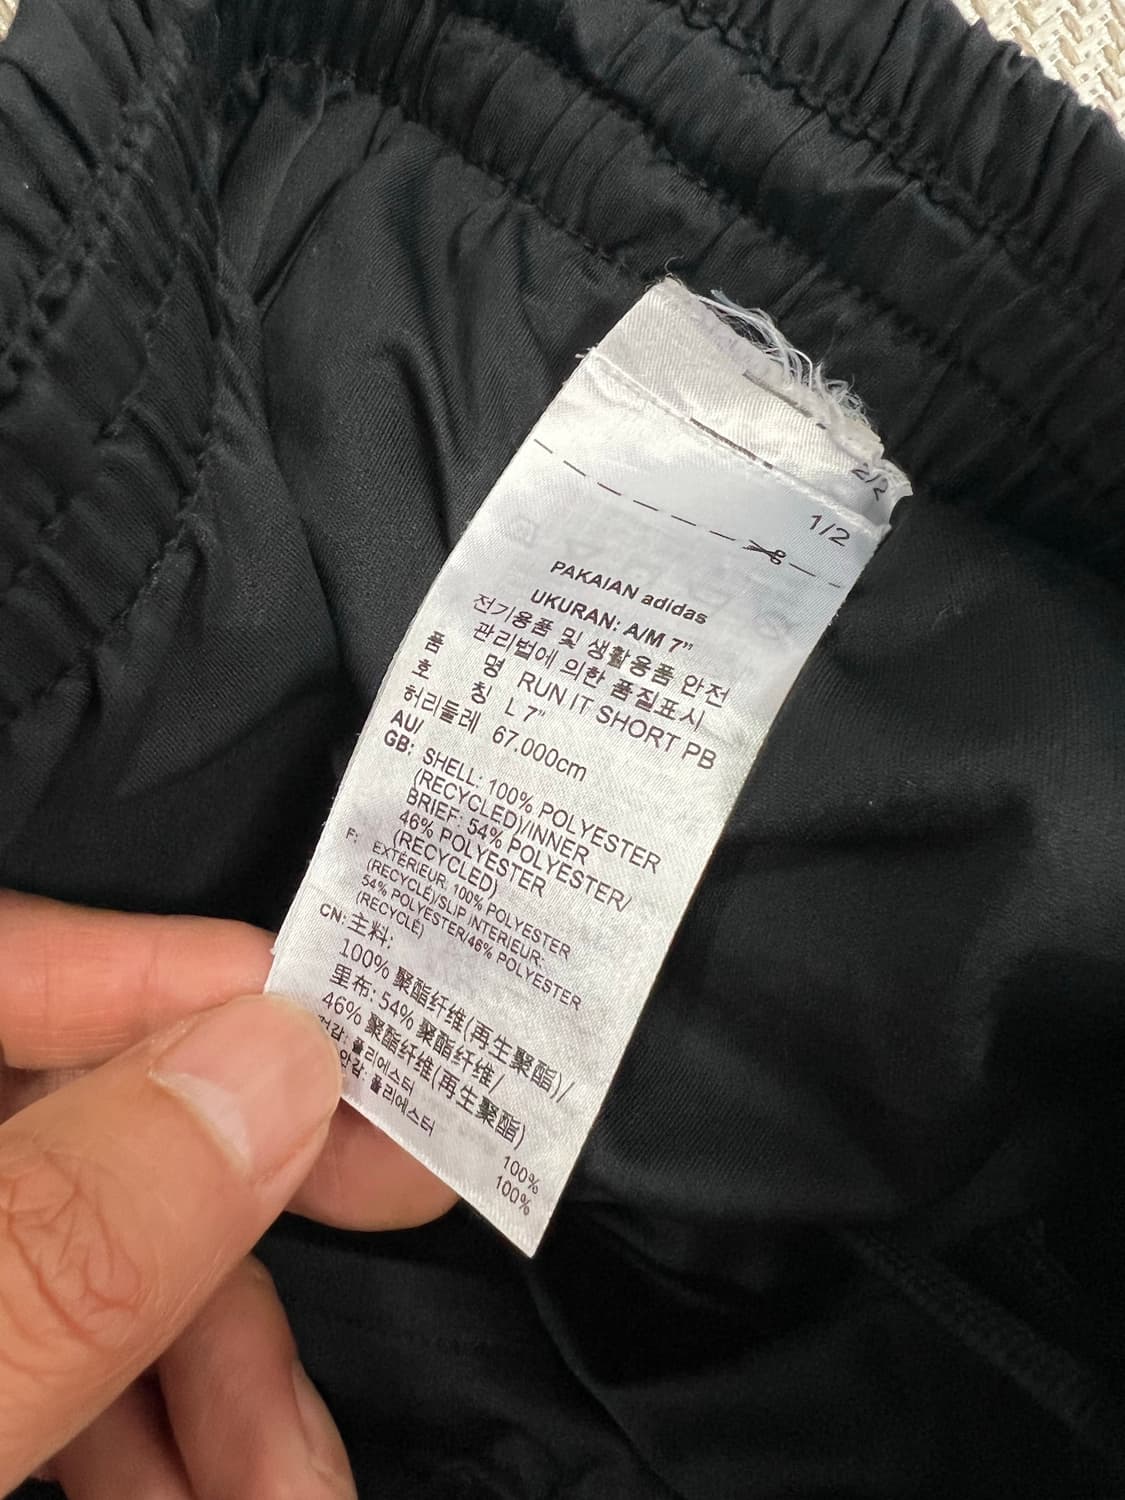 2/2
1/2
PAKAIAN adidas
UKURAN: A/M 7"
전기용품 및 생활용품 안전
관리법에 의한 품질표시
품 명 RUN IT SHORT PB
호 칭 L 7"
허리둘레 67.000cm
AU/
GB: SHELL: 100% POLYESTER
(RECYCLED)/INNER
BRIEF: 54% POLYESTER/
46% POLYESTER
(RECYCLED)
F: EXTÉRIEUR: 100% POLYESTER
(RECYCLÉ)/SLIP INTERIEUR:
54% POLYESTER/46% POLYESTER
(RECYCLÉ)
CN: 主料:
100% 聚酯纤维(再生聚酯)/
里布: 54% 聚酯纤维/
46% 聚酯纤维(再生聚酯)
겉감: 폴리에스터 100%
안감: 폴리에스터 100%